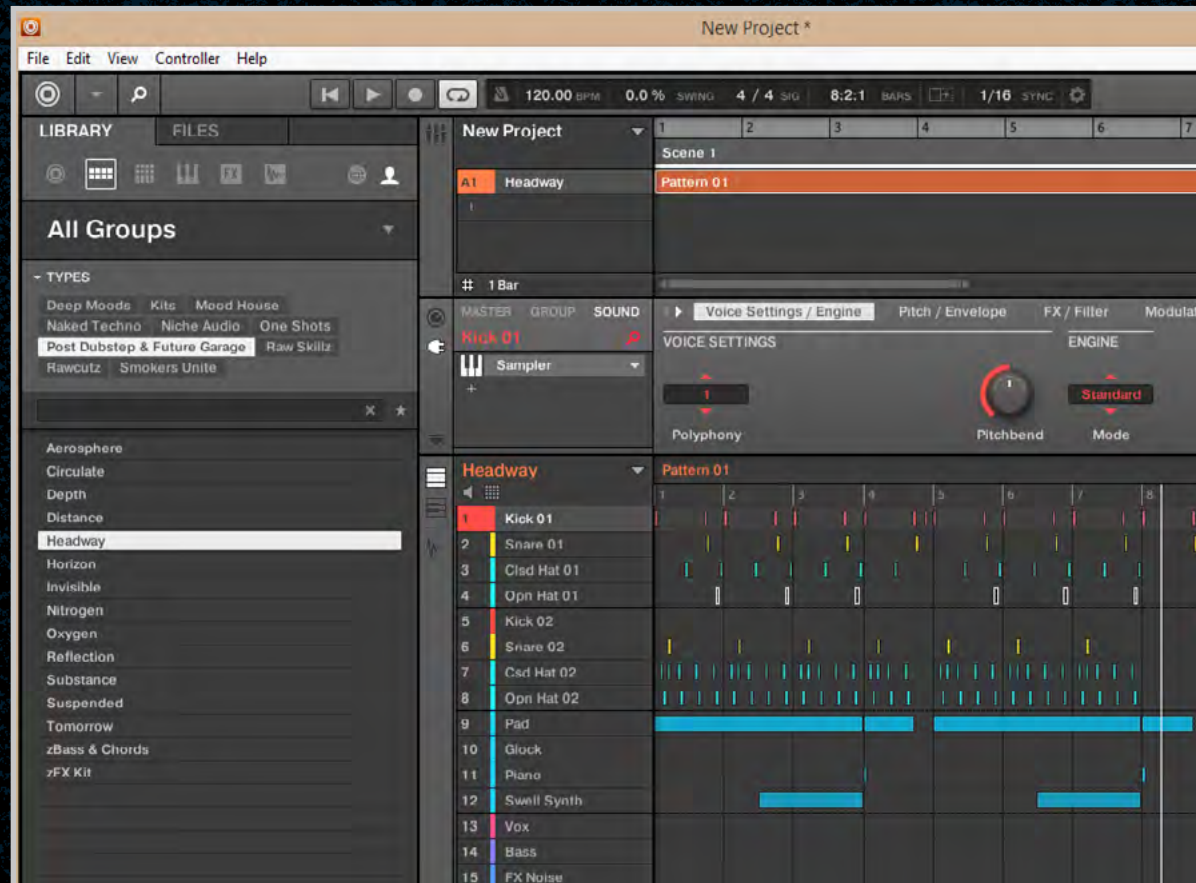 New Project *
File Edit View Controller Help
120.00 BPM 0.0 % SWING 4 / 4 SIG 8:2:1 BARS 1/16 SYNC
LIBRARY FILES
FX
All Groups
TYPES
Deep Moods Kits Mood House
Naked Techno Niche Audio One Shots
Post Dubstep & Future Garage Raw Skillz
Rawcutz Smokers Unite
Aerosphere
Circulate
Depth
Distance
Headway
Horizon
Invisible
Nitrogen
Oxygen
Reflection
Substance
Suspended
Tomorrow
zBass & Chords
zFX Kit
New Project 1 2 3 4 5 6 7
Scene 1
A1 Headway Pattern 01
# 1 Bar
MASTER GROUP SOUND Voice Settings / Engine Pitch / Envelope FX / Filter Modulat
Kick 01 VOICE SETTINGS ENGINE
Sampler
+
1 Standard
Polyphony Pitchbend Mode
Headway Pattern 01
1 2 3 4 5 6 7 8
1 Kick 01
2 Snare 01
3 Clsd Hat 01
4 Opn Hat 01
5 Kick 02
6 Snare 02
7 Csd Hat 02
8 Opn Hat 02
9 Pad
10 Glock
11 Piano
12 Swell Synth
13 Vox
14 Bass
15 FX Noise